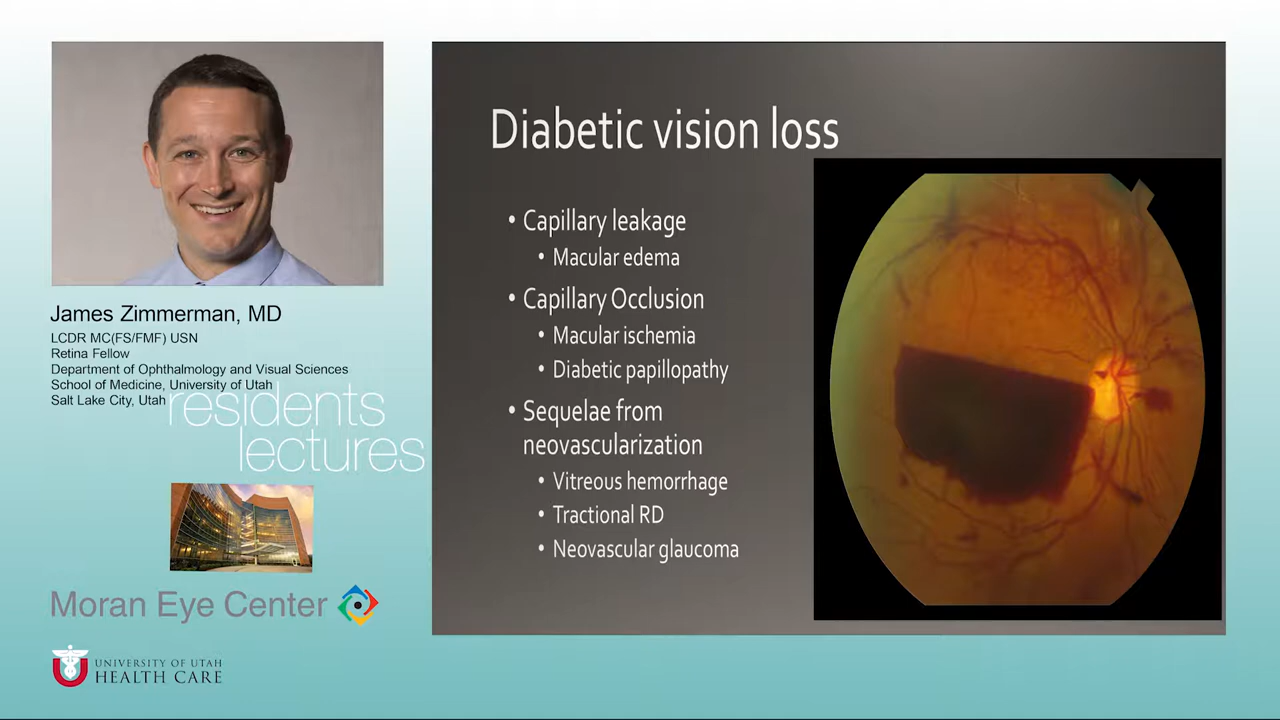 James Zimmerman, MD
LCDR MC(FS/FMF) USN
Retina Fellow
Department of Ophthalmology and Visual Sciences
School of Medicine, University of Utah
Salt Lake City, Utah
residents
lectures
Moran Eye Center
UNIVERSITY OF UTAH
HEALTH CARE
Diabetic vision loss
• Capillary leakage
• Macular edema
• Capillary Occlusion
• Macular ischemia
• Diabetic papillopathy
• Sequelae from
neovascularization
• Vitreous hemorrhage
• Tractional RD
• Neovascular glaucoma